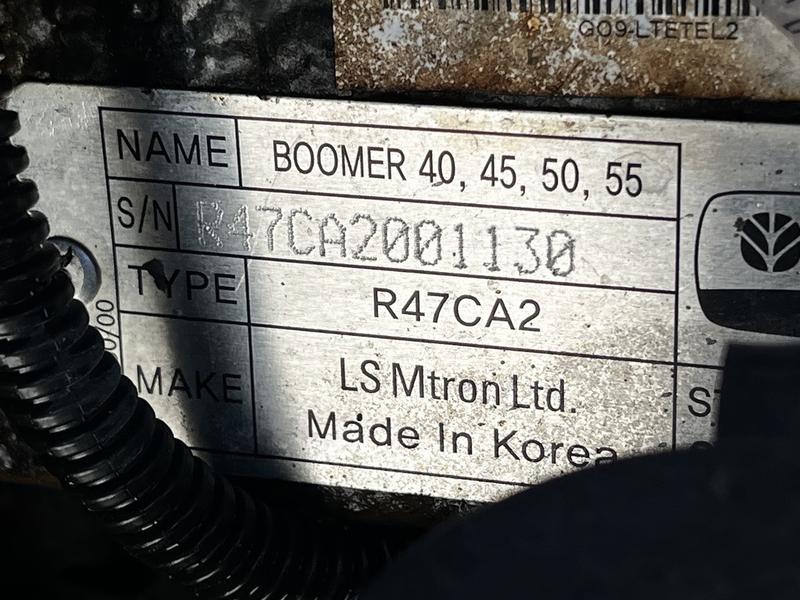 G09-LTETEL2
NAME BOOMER 40, 45, 50, 55
S/N R47CA2001130
TYPE R47CA2
MAKE LS Mtron Ltd.
Made In Korea